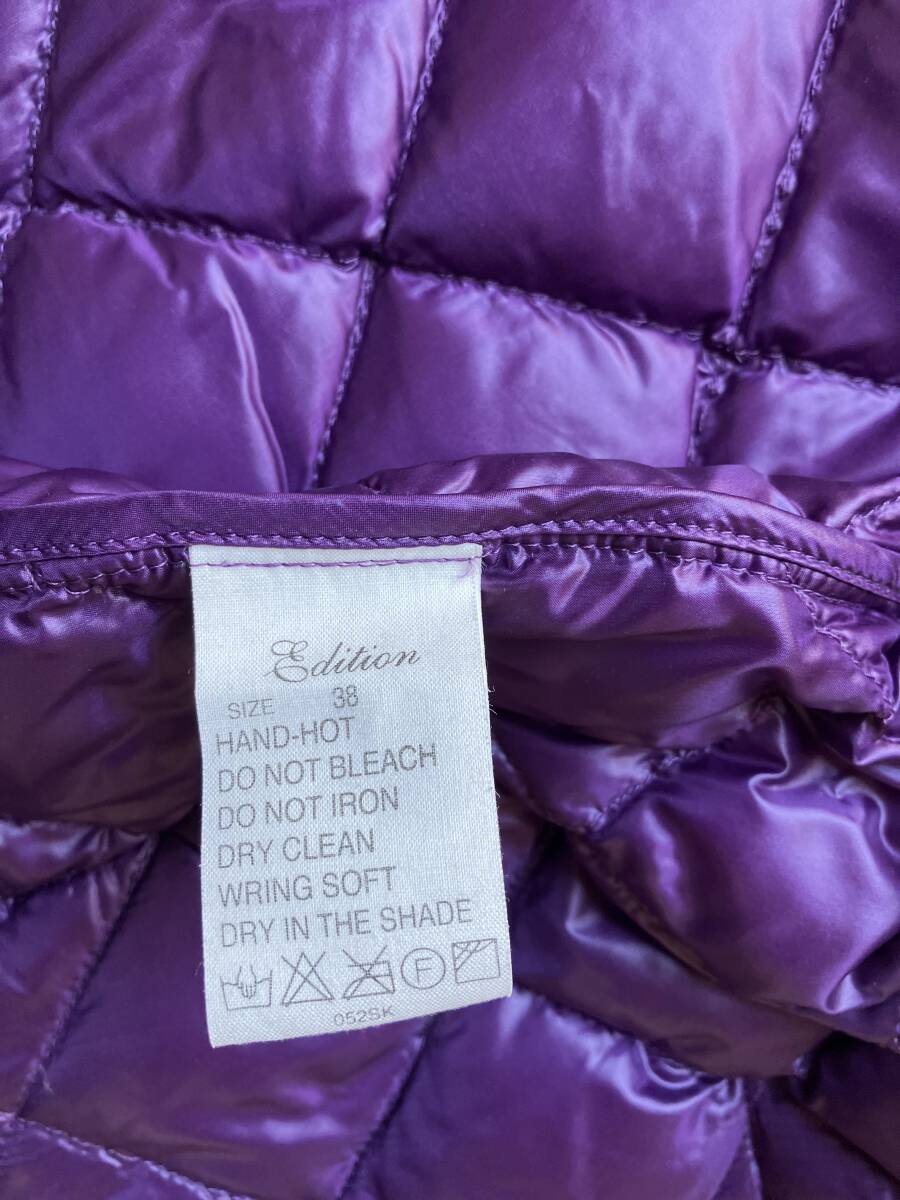 Edition
SIZE 38
HAND-HOT
DO NOT BLEACH
DO NOT IRON
DRY CLEAN
WRING SOFT
DRY IN THE SHADE
F
052SK